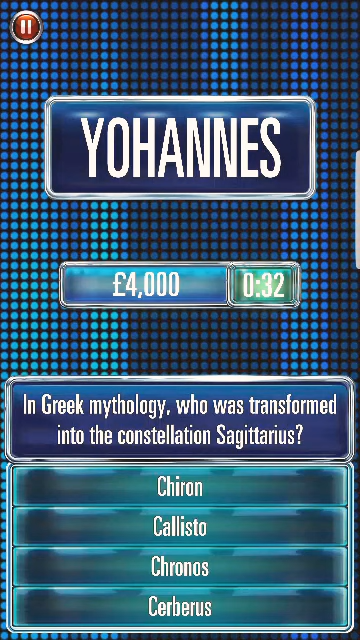 YOHANNES
£4,000 0:32
In Greek mythology, who was transformed
into the constellation Sagittarius?
Chiron
Callisto
Chronos
Cerberus